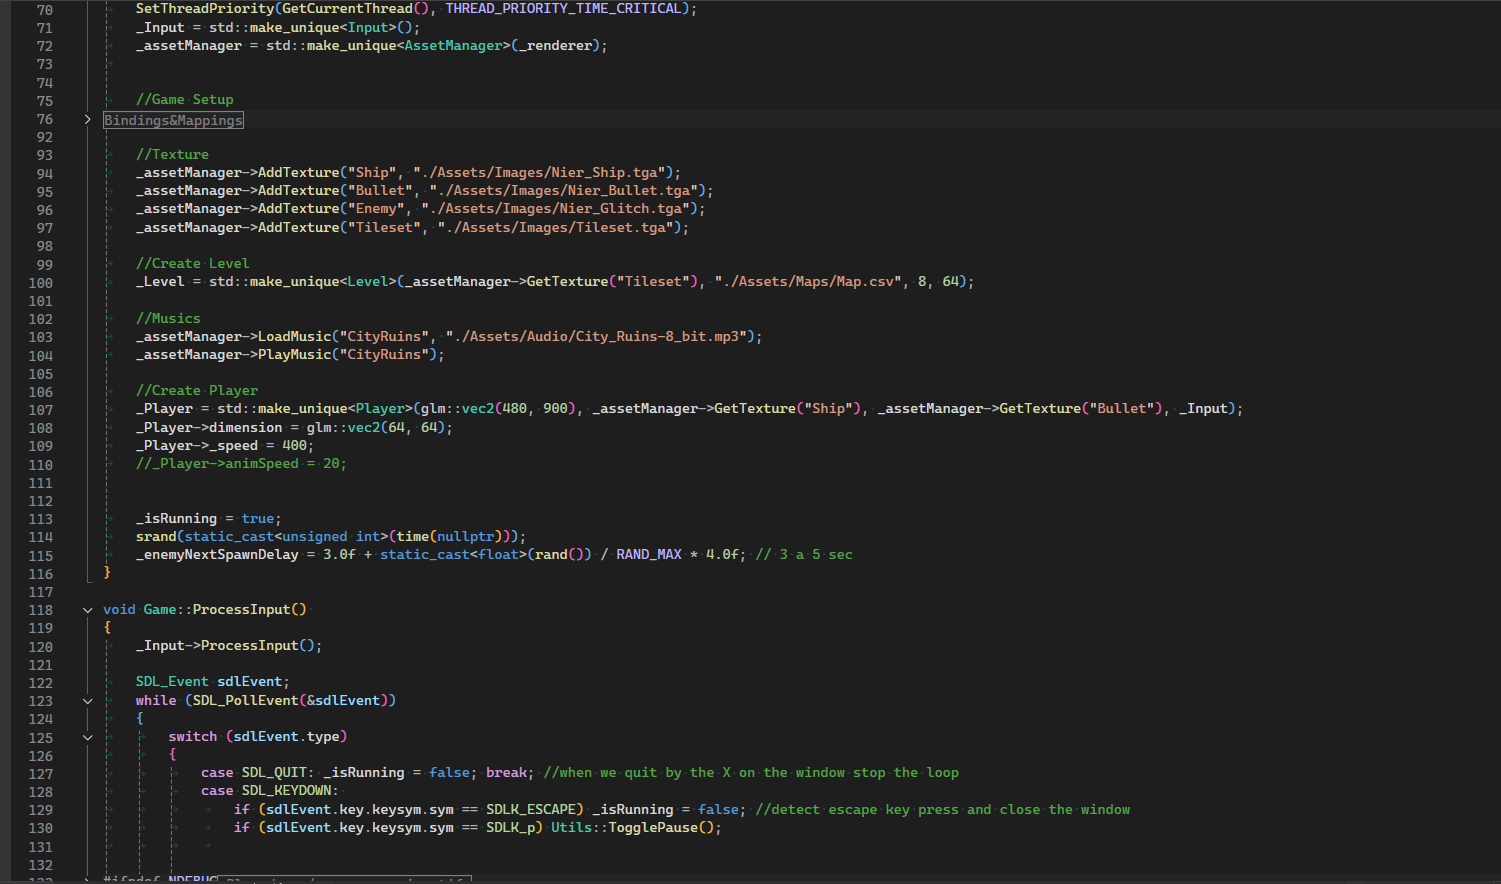 70 SetThreadPriority(GetCurrentThread(), THREAD_PRIORITY_TIME_CRITICAL);
71 _Input = std::make_unique<Input>();
72 _assetManager = std::make_unique<AssetManager>(_renderer);
73
74
75 //Game Setup
76 Bindings&Mappings
92
93 //Texture
94 _assetManager->AddTexture("Ship", "./Assets/Images/Nier_Ship.tga");
95 _assetManager->AddTexture("Bullet", "./Assets/Images/Nier_Bullet.tga");
96 _assetManager->AddTexture("Enemy", "./Assets/Images/Nier_Glitch.tga");
97 _assetManager->AddTexture("Tileset", "./Assets/Images/Tileset.tga");
98
99 //Create Level
100 _Level = std::make_unique<Level>(_assetManager->GetTexture("Tileset"), "./Assets/Maps/Map.csv", 8, 64);
101
102 //Musics
103 _assetManager->LoadMusic("CityRuins", "./Assets/Audio/City_Ruins-8_bit.mp3");
104 _assetManager->PlayMusic("CityRuins");
105
106 //Create Player
107 _Player = std::make_unique<Player>(glm::vec2(480, 900), _assetManager->GetTexture("Ship"), _assetManager->GetTexture("Bullet"), _Input);
108 _Player->dimension = glm::vec2(64, 64);
109 _Player->_speed = 400;
110 //_Player->animSpeed = 20;
111
112
113 _isRunning = true;
114 srand(static_cast<unsigned int>(time(nullptr)));
115 _enemyNextSpawnDelay = 3.0f + static_cast<float>(rand()) / RAND_MAX * 4.0f; // 3 a 5 sec
116 }
117
118 void Game::ProcessInput()
119 {
120 _Input->ProcessInput();
121
122 SDL_Event sdlEvent;
123 while (SDL_PollEvent(&sdlEvent))
124 {
125 switch (sdlEvent.type)
126 {
127 case SDL_QUIT: _isRunning = false; break; //when we quit by the X on the window stop the loop
128 case SDL_KEYDOWN:
129 if (sdlEvent.key.keysym.sym == SDLK_ESCAPE) _isRunning = false; //detect escape key press and close the window
130 if (sdlEvent.key.keysym.sym == SDLK_p) Utils::TogglePause();
131
132
#ifndef NDEBUG